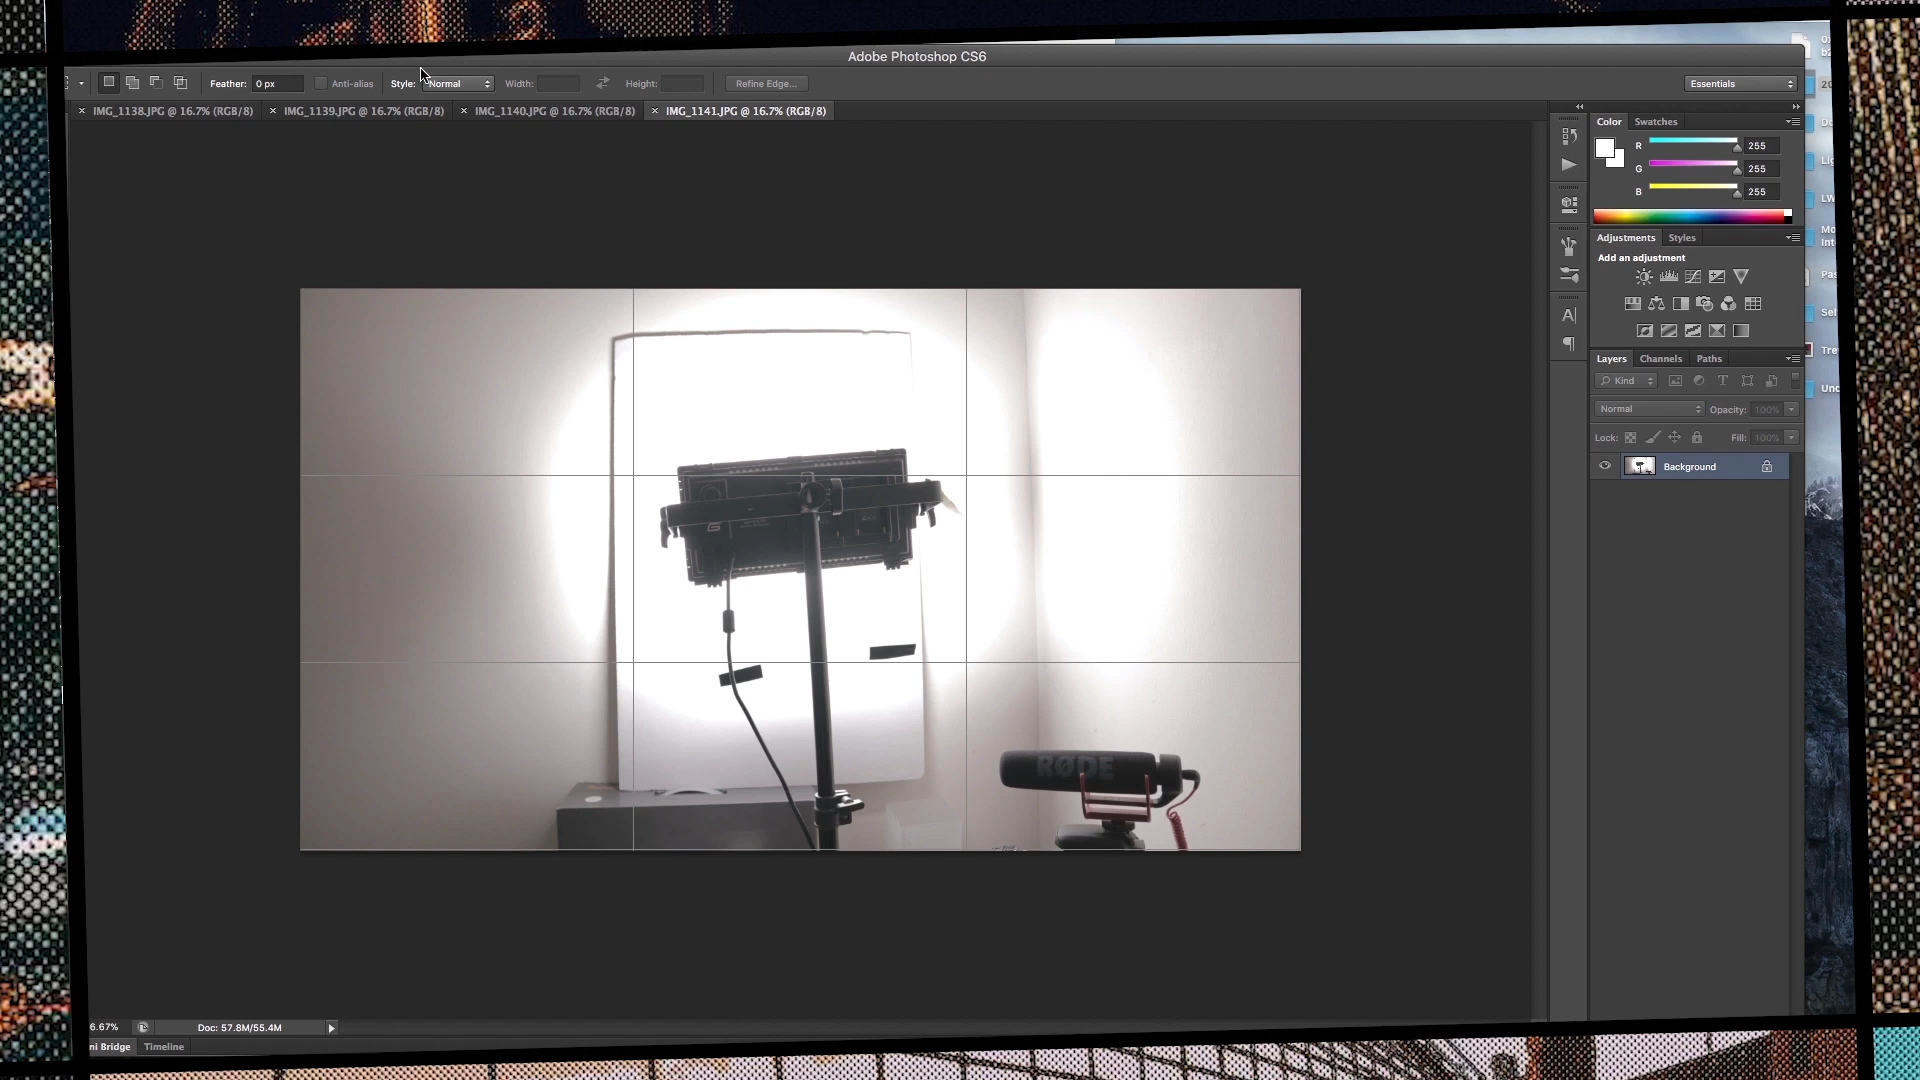 Adobe Photoshop CS6
Feather: 0 px Anti-alias Style: Normal Width: Height: Refine Edge... Essentials
IMG_1138.JPG @ 16.7% (RGB/8) IMG_1139.JPG @ 16.7% (RGB/8) IMG_1140.JPG @ 16.7% (RGB/8) IMG_1141.JPG @ 16.7% (RGB/8)
Color Swatches
R 255
G 255
B 255
Adjustments Styles
Add an adjustment
Layers Channels Paths
Kind
Normal Opacity: 100%
Lock: Fill: 100%
Background
RØDE
6.67% Doc: 57.8M/55.4M
ni Bridge Timeline